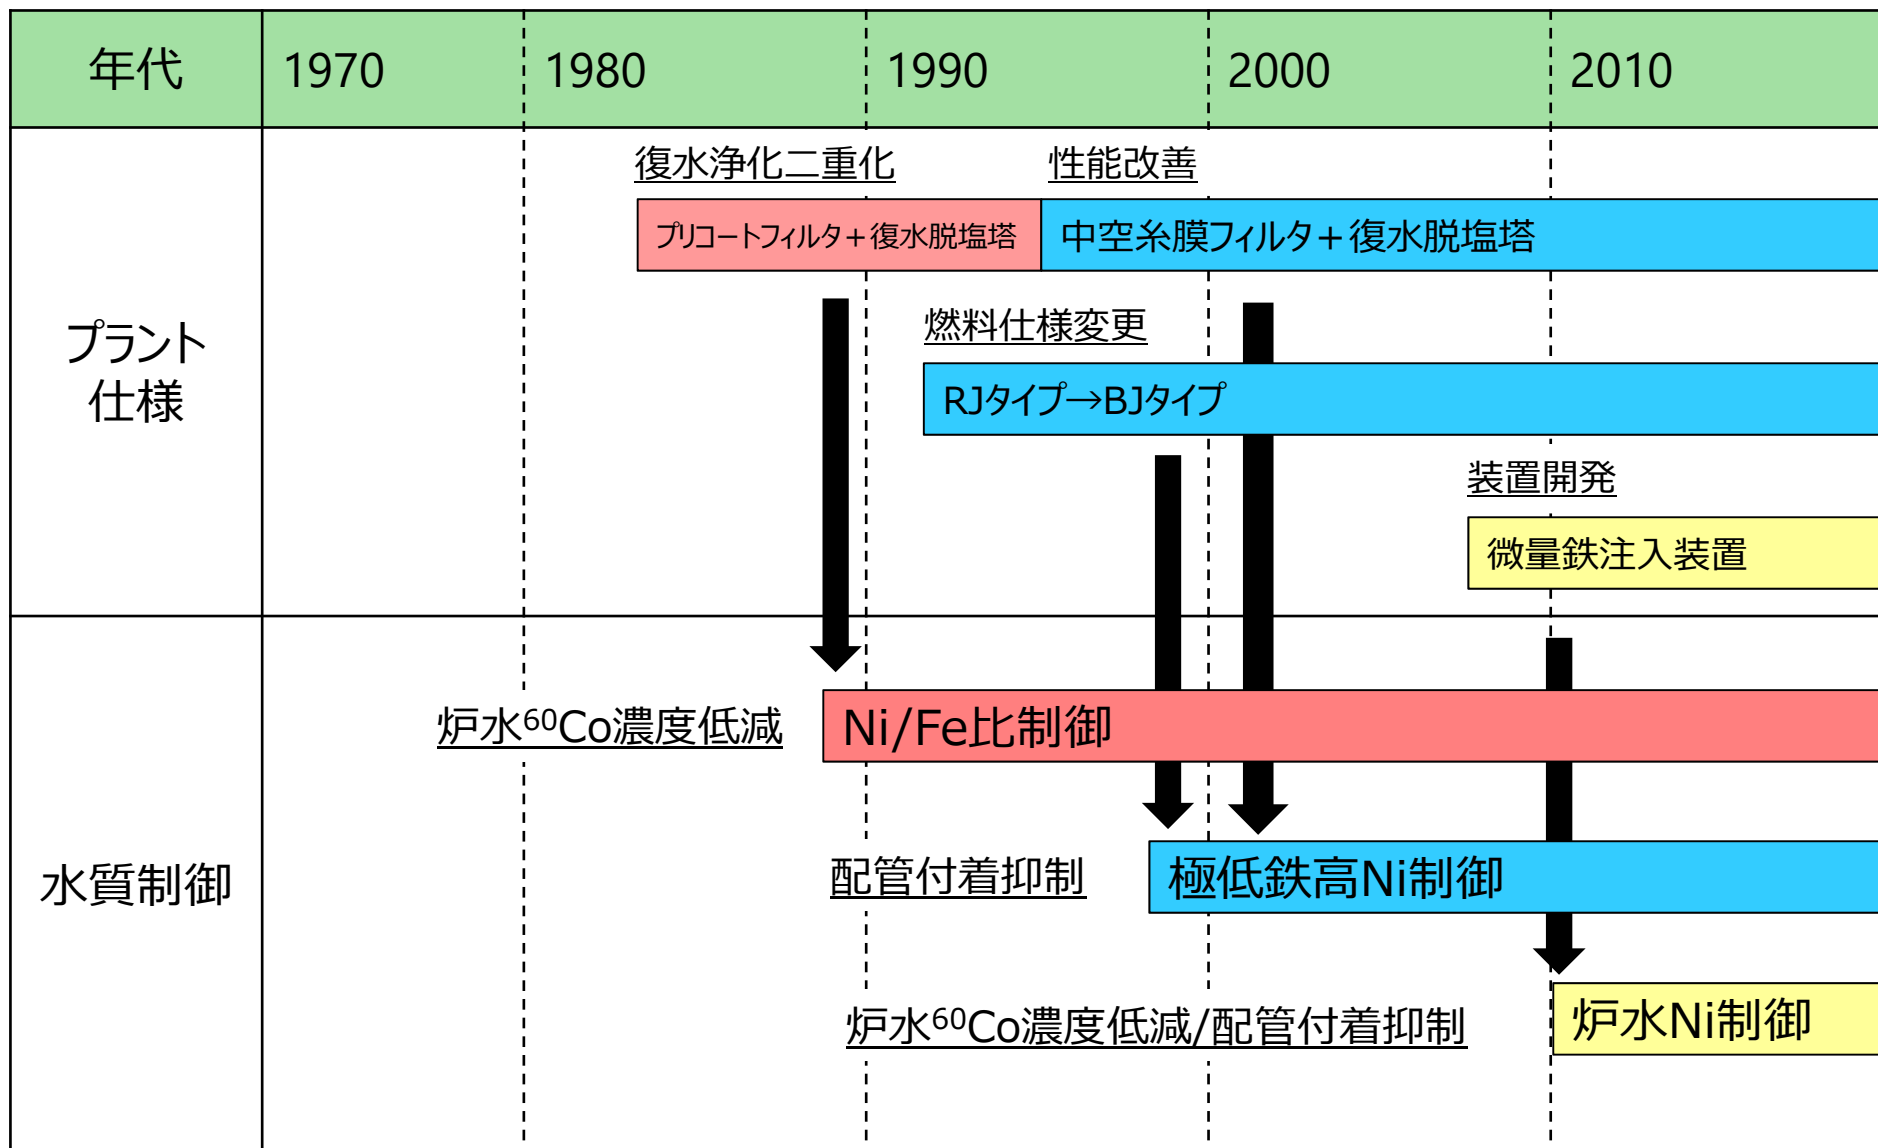 年代 1970 1980 1990 2000 2010
復水浄化二重化 性能改善
プリコートフィルタ+復水脱塩塔 中空糸膜フィルタ+復水脱塩塔
燃料仕様変更
プラント
仕様
RJタイプ→BJタイプ
装置開発
微量鉄注入装置
炉水⁶⁰Co濃度低減 Ni/Fe比制御
水質制御
配管付着抑制 極低鉄高Ni制御
炉水⁶⁰Co濃度低減/配管付着抑制 炉水Ni制御